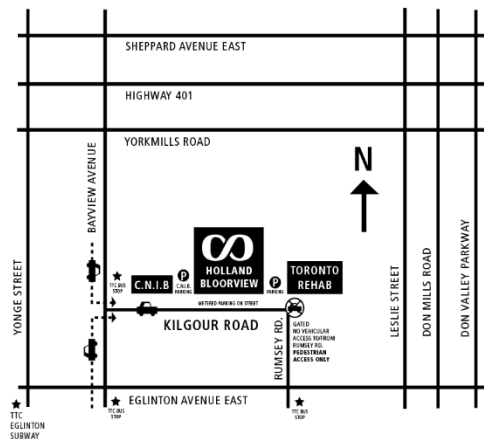 SHEPPARD AVENUE EAST
HIGHWAY 401
YORKMILLS ROAD
N
YONGE STREET
BAYVIEW AVENUE
LESLIE STREET
DON MILLS ROAD
DON VALLEY PARKWAY
TTC BUS
STOP
C.N.I.B
P
C.N.I.B.
PARKING
HOLLAND
BLOORVIEW
P
PARKING
TORONTO
REHAB
METERED PARKING ON STREET
KILGOUR ROAD
RUMSEY RD.
GATED
NO VEHICULAR
ACCESS TO/FROM
RUMSEY RD.
PEDESTRIAN
ACCESS ONLY
EGLINTON AVENUE EAST
TTC
EGLINTON
SUBWAY
TTC BUS
STOP
TTC BUS
STOP